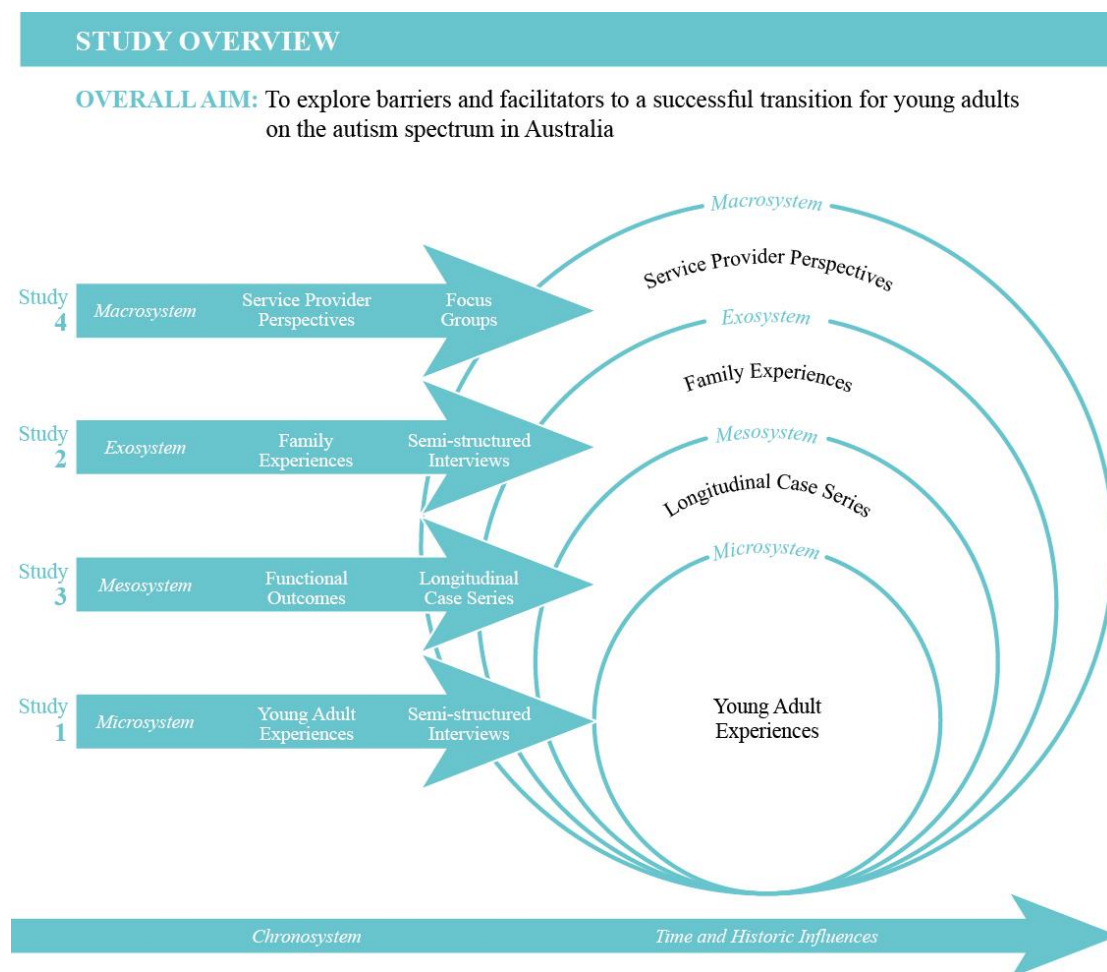 STUDY OVERVIEW
OVERALL AIM: To explore barriers and facilitators to a successful transition for young adults
on the autism spectrum in Australia
Study
4
Macrosystem
Service Provider
Perspectives
Focus
Groups
Study
2
Exosystem
Family
Experiences
Semi-structured
Interviews
Study
3
Mesosystem
Functional
Outcomes
Longitudinal
Case Series
Study
1
Microsystem
Young Adult
Experiences
Semi-structured
Interviews
Macrosystem
Service Provider Perspectives
Exosystem
Family Experiences
Mesosystem
Longitudinal Case Series
Microsystem
Young Adult
Experiences
Chronosystem
Time and Historic Influences